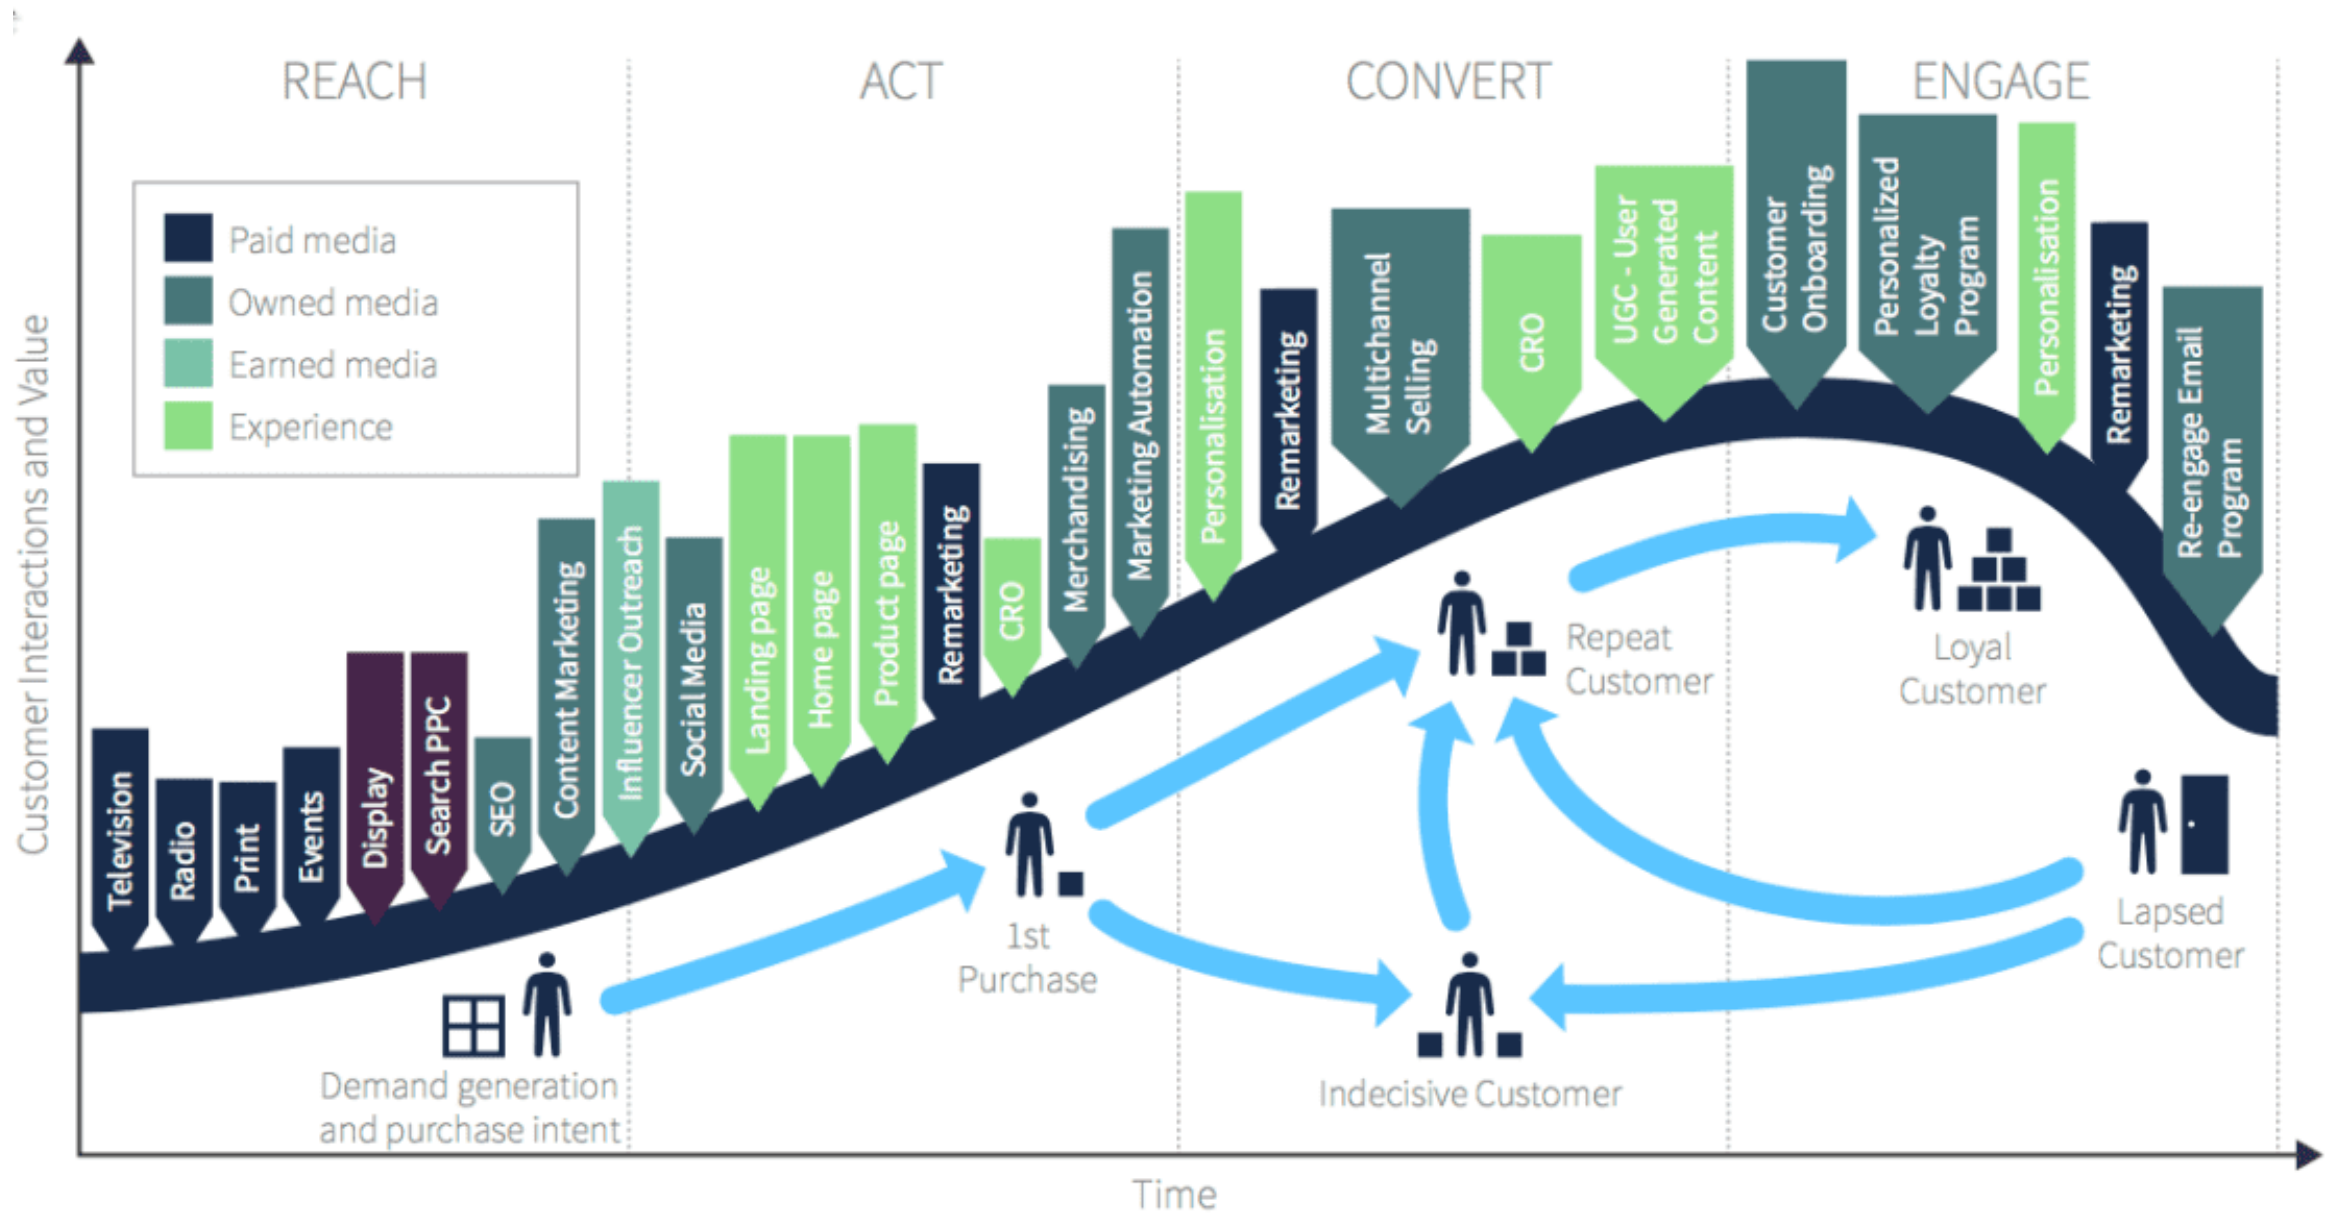 REACH
ACT
CONVERT
ENGAGE
Paid media
Owned media
Earned media
Experience
Customer Interactions and Value
Television
Radio
Print
Events
Display
Search PPC
SEO
Content Marketing
Influencer Outreach
Social Media
Landing page
Home page
Product page
Remarketing
CRO
Merchandising
Marketing Automation
Personalisation
Remarketing
Multichannel
Selling
CRO
UGC - User
Generated
Content
Customer
Onboarding
Personalized
Loyalty
Program
Personalisation
Remarketing
Re-engage Email
Program
Demand generation
and purchase intent
1st
Purchase
Repeat
Customer
Indecisive Customer
Loyal
Customer
Lapsed
Customer
Time